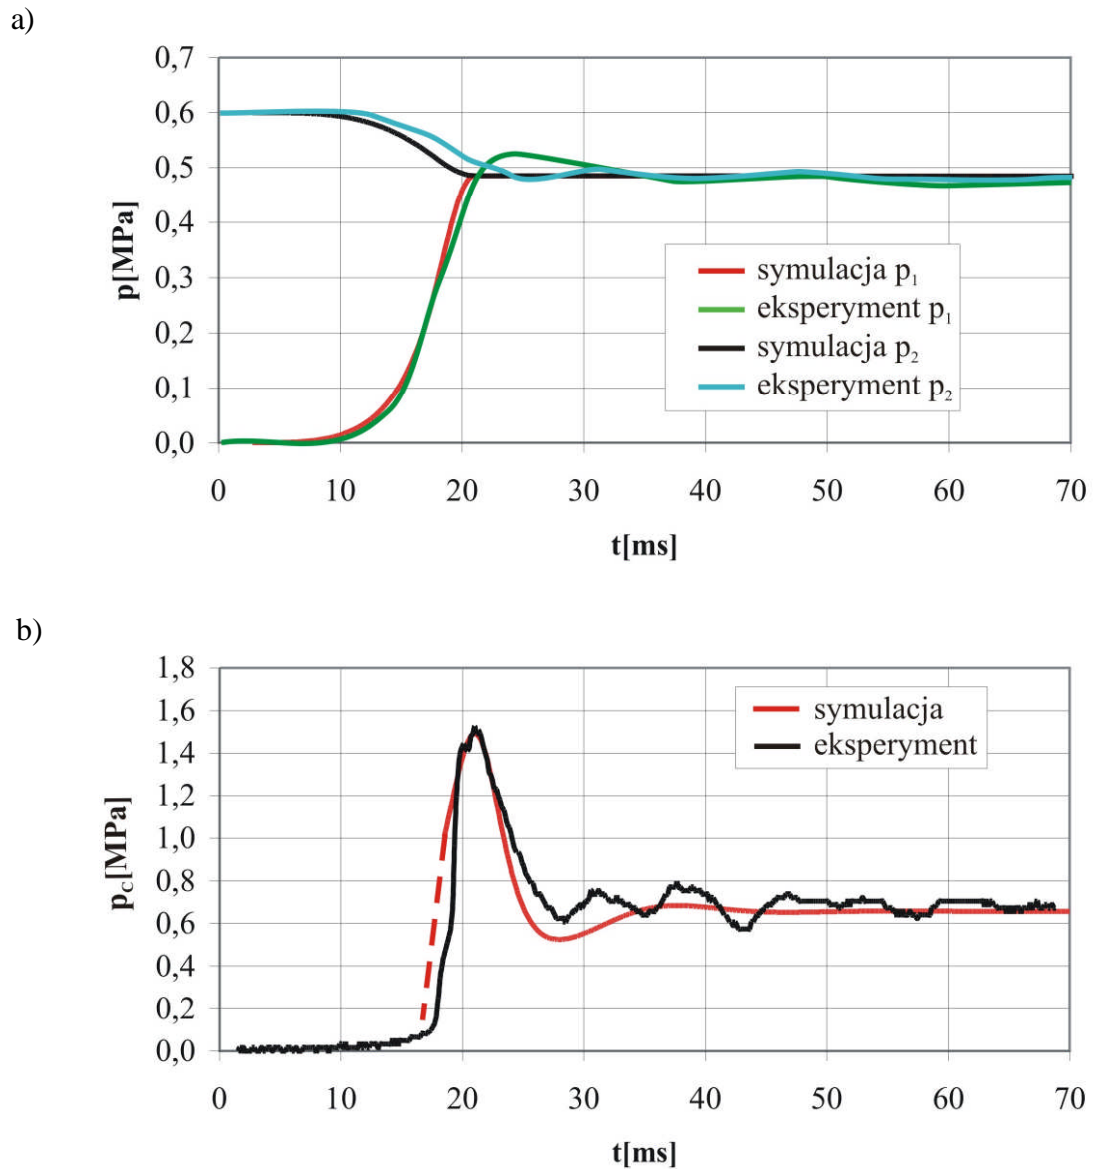 a)
0,7
0,6
0,5
0,4
0,3
0,2
0,1
0,0
p[MPa]
symulacja p₁
eksperyment p₁
symulacja p₂
eksperyment p₂
0 10 20 30 40 50 60 70
t[ms]
b)
1,8
1,6
1,4
1,2
1,0
0,8
0,6
0,4
0,2
0,0
p_c[MPa]
symulacja
eksperyment
0 10 20 30 40 50 60 70
t[ms]